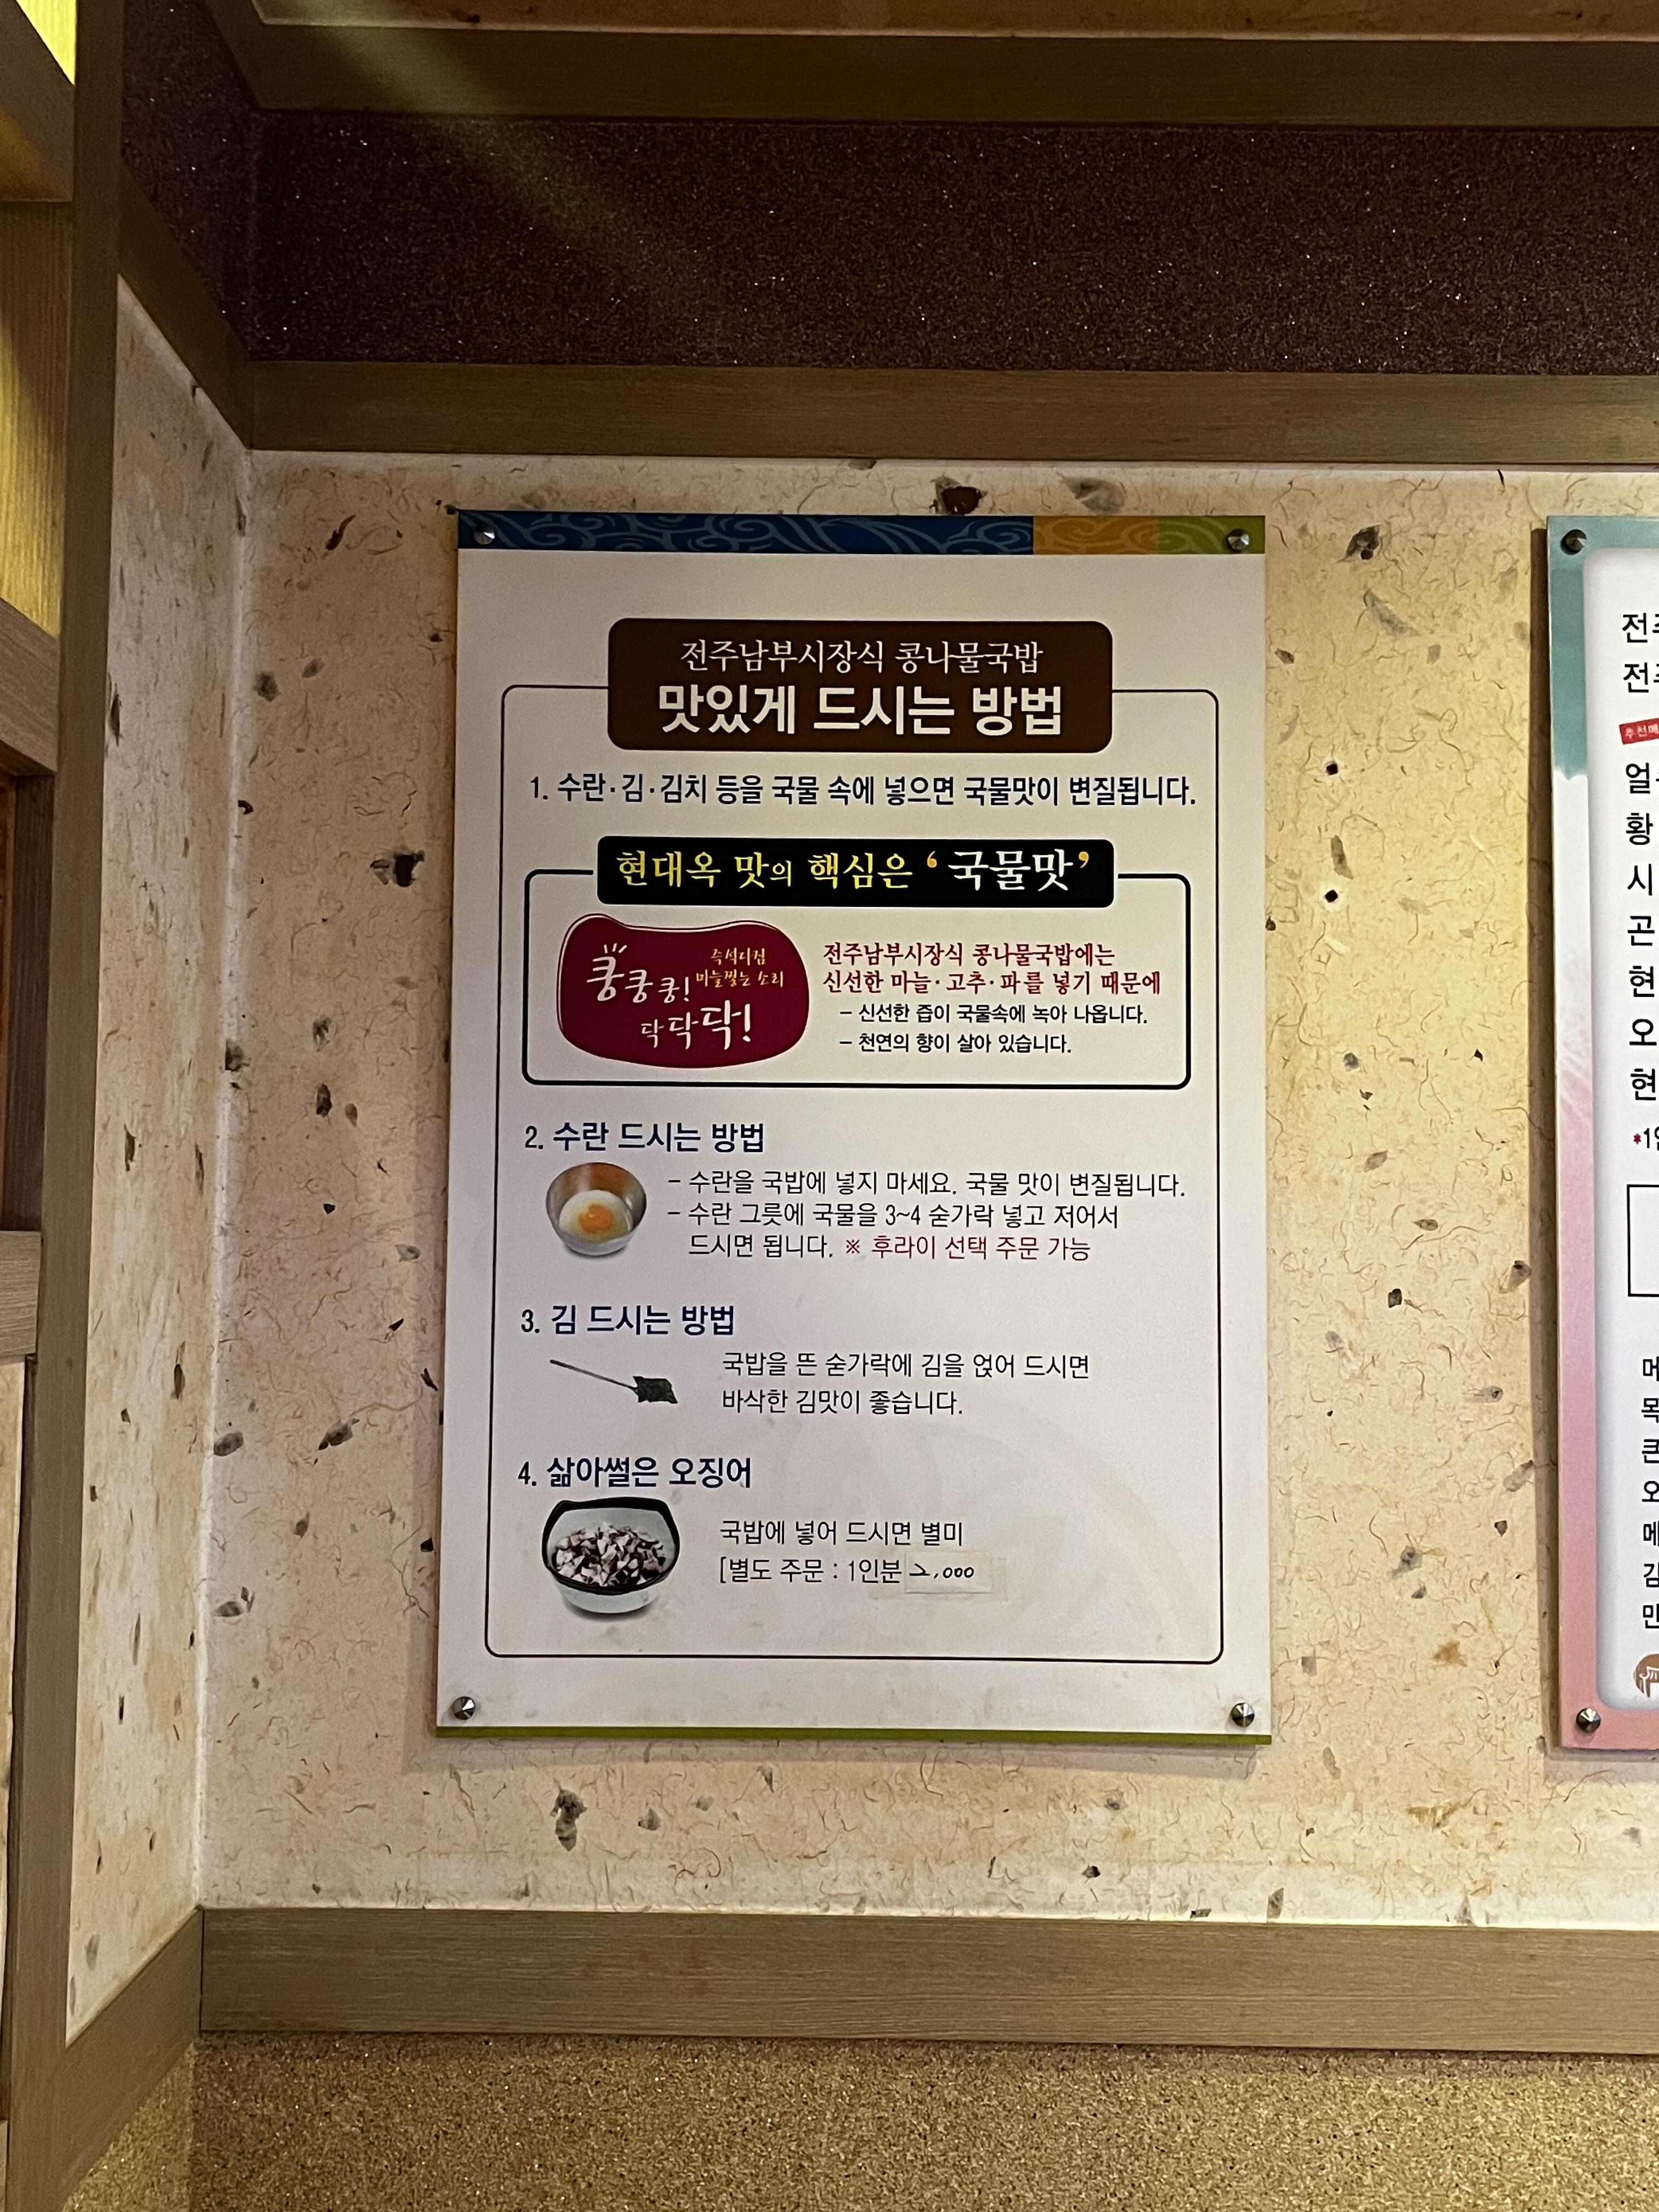 전주남부시장식 콩나물국밥
맛있게 드시는 방법
1. 수란·김·김치 등을 국물 속에 넣으면 국물맛이 변질됩니다.
현대옥 맛의 핵심은 ‘국물맛’
쿵쿵쿵!
즉석다짐
마늘찧는 소리
닥닥닥!
전주남부시장식 콩나물국밥에는
신선한 마늘·고추·파를 넣기 때문에
– 신선한 즙이 국물속에 녹아 나옵니다.
– 천연의 향이 살아 있습니다.
2. 수란 드시는 방법
– 수란을 국밥에 넣지 마세요. 국물 맛이 변질됩니다.
– 수란 그릇에 국물을 3~4 숟가락 넣고 저어서
드시면 됩니다. ※ 후라이 선택 주문 가능
3. 김 드시는 방법
국밥을 뜬 숟가락에 김을 얹어 드시면
바삭한 김맛이 좋습니다.
4. 삶아썰은 오징어
국밥에 넣어 드시면 별미
[별도 주문 : 1인분 2,000
얼
황
시
곤
현
오
현
*1인
메